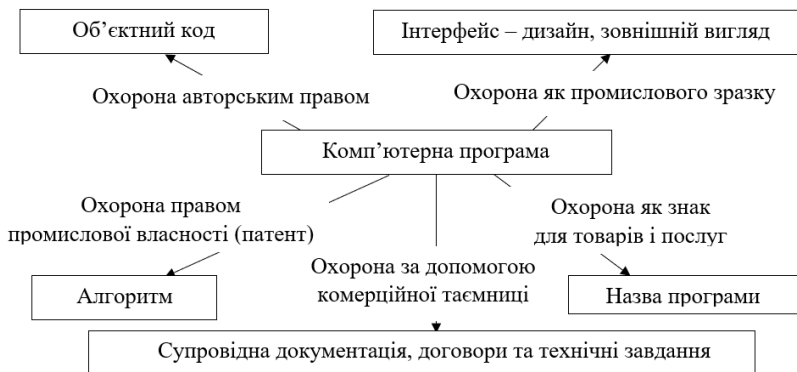 Об’єктний код
Інтерфейс – дизайн, зовнішній вигляд
Охорона авторським правом
Охорона як промислового зразку
Комп’ютерна програма
Охорона правом
промислової власності (патент)
Охорона як знак
для товарів і послуг
Охорона за допомогою
комерційної таємниці
Алгоритм
Назва програми
Супровідна документація, договори та технічні завдання